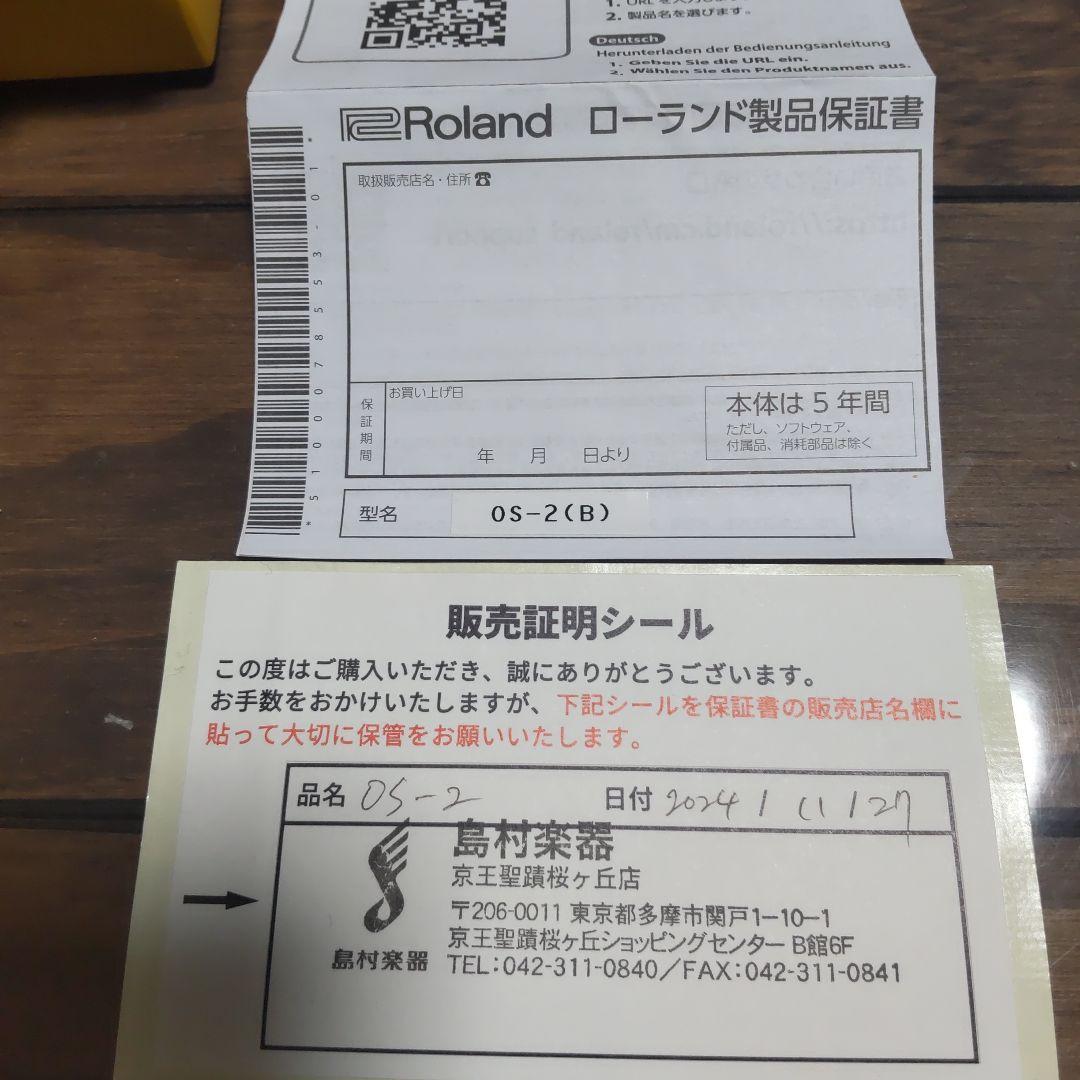 1. URLを入力します。
2. 製品名を選びます。
Deutsch
Herunterladen der Bedienungsanleitung
1. Geben Sie die URL ein.
2. Wählen Sie den Produktnamen aus.
Roland ローランド製品保証書
取扱販売店名・住所☎
保証期間
お買い上げ日
年 月 日より
本体は5年間
ただし、ソフトウェア、
付属品、消耗部品は除く
型名 OS-2(B)
*5100078553-01*
販売証明シール
この度はご購入いただき、誠にありがとうございます。
お手数をおかけいたしますが、下記シールを保証書の販売店名欄に
貼って大切に保管をお願いいたします。
品名 OS-2 日付 2024/11/27
島村楽器
京王聖蹟桜ヶ丘店
〒206-0011 東京都多摩市関戸1-10-1
京王聖蹟桜ヶ丘ショッピングセンター B館6F
島村楽器 TEL:042-311-0840/FAX:042-311-0841